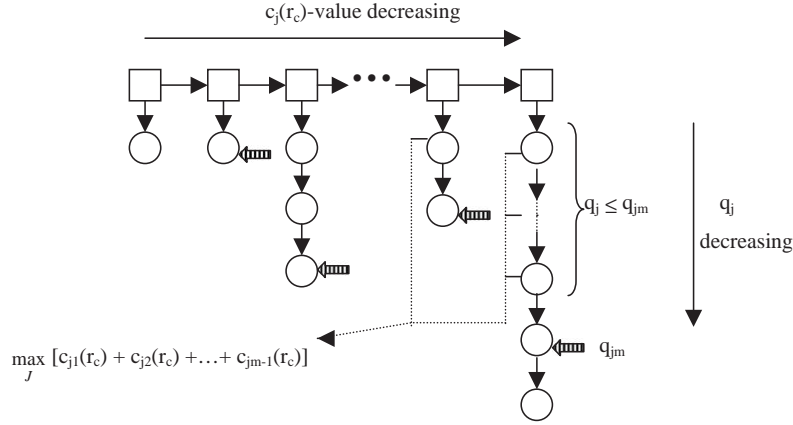 c_j(r_c)-value decreasing
•••
q_j ≤ q_jm
q_j
decreasing
q_jm
max [c_j1(r_c) + c_j2(r_c) +…+ c_jm-1(r_c)]
J